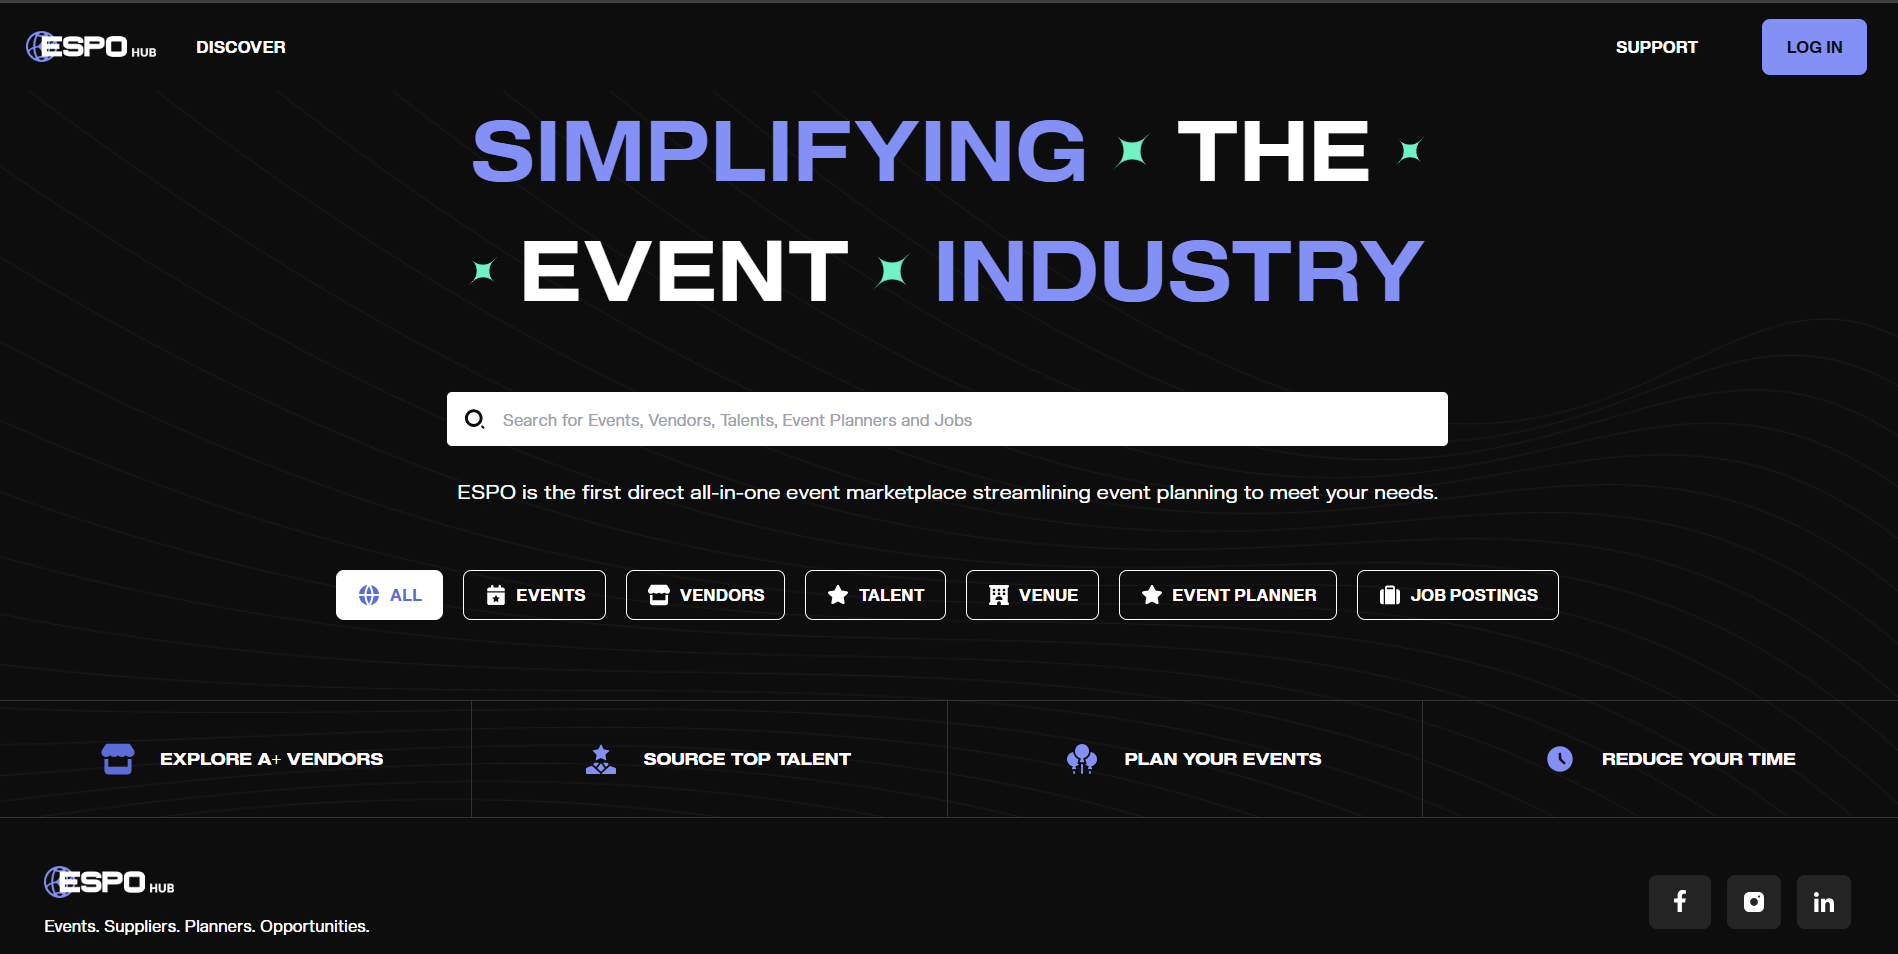 ESPO HUB
DISCOVER
SUPPORT
LOG IN
SIMPLIFYING THE
EVENT INDUSTRY
Search for Events, Vendors, Talents, Event Planners and Jobs
ESPO is the first direct all-in-one event marketplace streamlining event planning to meet your needs.
ALL
EVENTS
VENDORS
TALENT
VENUE
EVENT PLANNER
JOB POSTINGS
EXPLORE A+ VENDORS
SOURCE TOP TALENT
PLAN YOUR EVENTS
REDUCE YOUR TIME
ESPO HUB
Events. Suppliers. Planners. Opportunities.